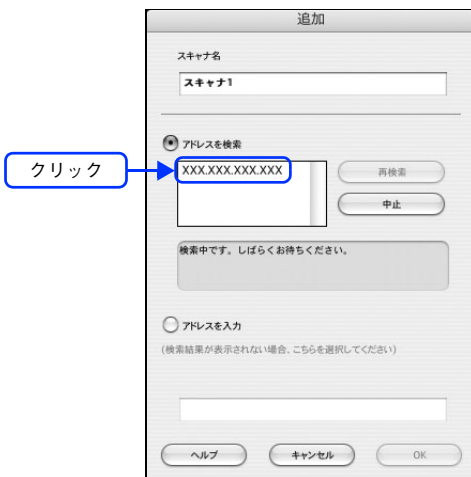 追加
スキャナ名
スキャナ1
アドレスを検索
クリック
XXX.XXX.XXX.XXX
再検索
中止
検索中です。しばらくお待ちください。
アドレスを入力
(検索結果が表示されない場合、こちらを選択してください)
ヘルプ
キャンセル
OK